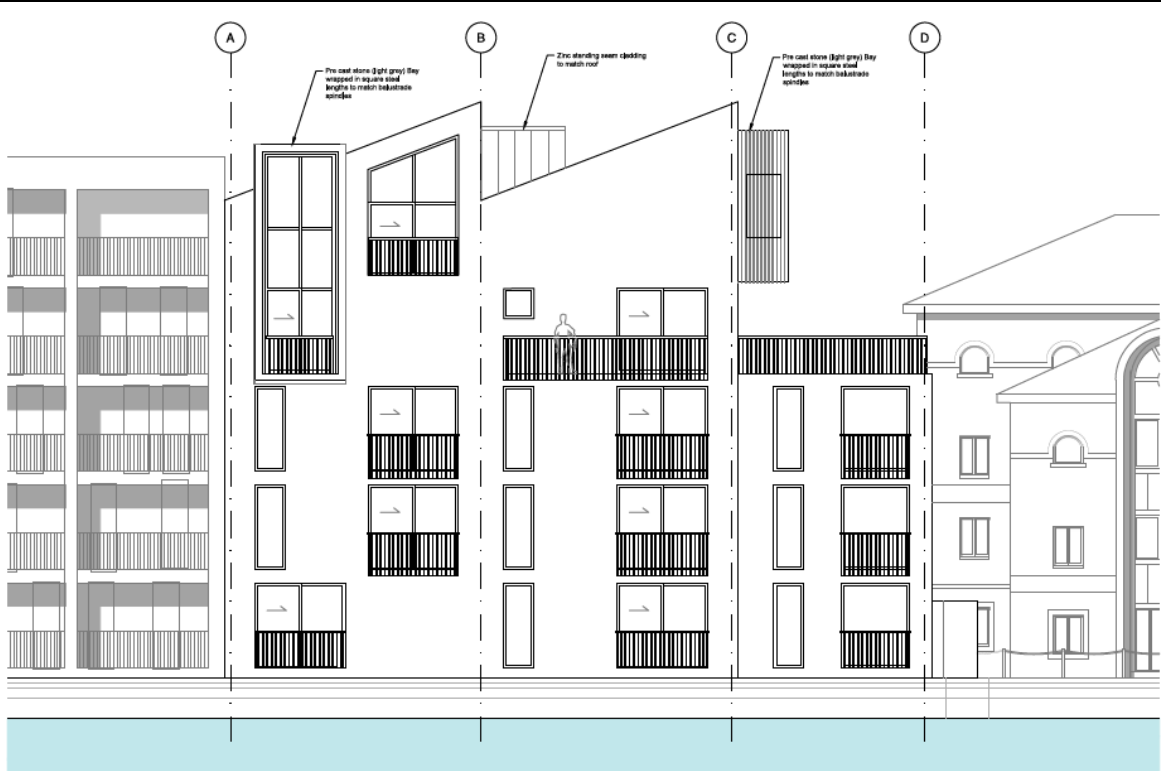 A
B
C
D
Pre cast stone (light grey) Bay
wrapped in square steel
lengths to match balustrade
spindles
Zinc standing seam cladding
to match roof
Pre cast stone (light grey) Bay
wrapped in square steel
lengths to match balustrade
spindles